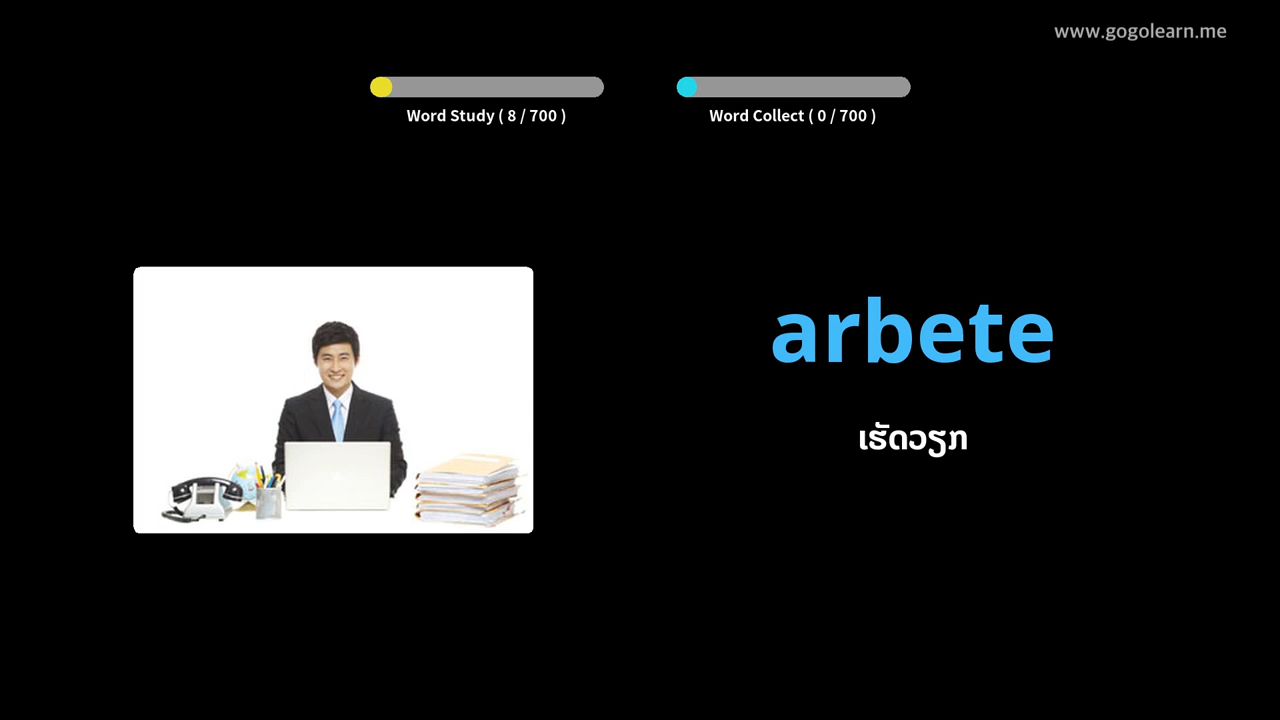 www.gogolearn.me
Word Study ( 8 / 700 )
Word Collect ( 0 / 700 )
arbete
ເຮັດວຽກ